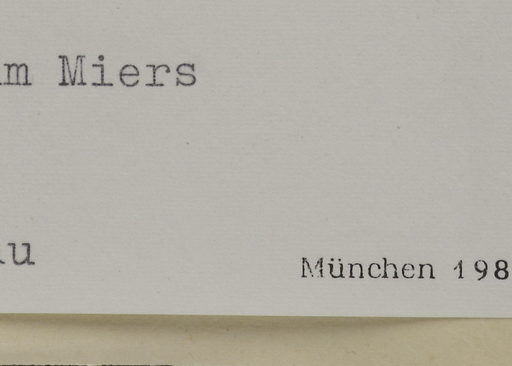 m Miers
u
München 198